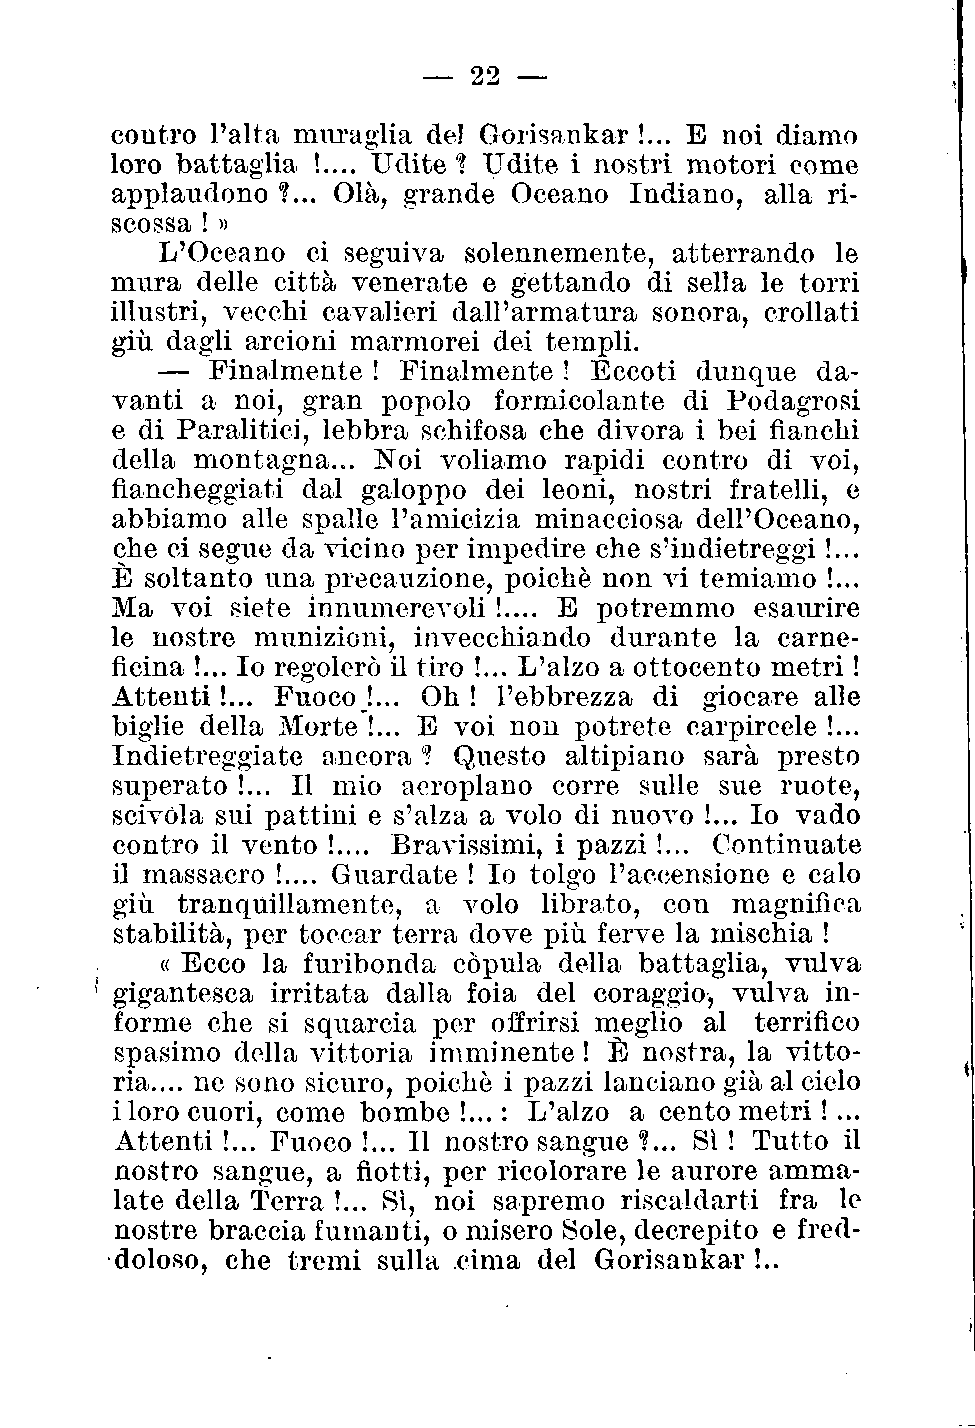 — 22 —
contro l'alta muraglia del Gorisankar !... E noi diamo
loro battaglia !.... Udite ? Udite i nostri motori come
applaudono ?... Olà, grande Oceano Indiano, alla ri-
scossa ! »
L'Oceano ci seguiva solennemente, atterrando le
mura delle città venerate e gettando di sella le torri
illustri, vecchi cavalieri dall'armatura sonora, crollati
giù dagli arcioni marmorei dei templi.
— Finalmente ! Finalmente ! Eccoti dunque da-
vanti a noi, gran popolo formicolante di Podagrosi
e di Paralitici, lebbra schifosa che divora i bei fianchi
della montagna... Noi voliamo rapidi contro di voi,
fiancheggiati dal galoppo dei leoni, nostri fratelli, e
abbiamo alle spalle l'amicizia minacciosa dell'Oceano,
che ci segue da vicino per impedire che s'indietreggi !...
È soltanto una precauzione, poichè non vi temiamo !...
Ma voi siete innumerevoli !.... E potremmo esaurire
le nostre munizioni, invecchiando durante la carne-
ficina !... Io regolerò il tiro !... L'alzo a ottocento metri !
Attenti !... Fuoco !... Oh ! l'ebbrezza di giocare alle
biglie della Morte !... E voi non potrete carpircele !...
Indietreggiate ancora ? Questo altipiano sarà presto
superato !... Il mio aeroplano corre sulle sue ruote,
scivola sui pattini e s'alza a volo di nuovo !... Io vado
contro il vento !.... Bravissimi, i pazzi !... Continuate
il massacro !.... Guardate ! Io tolgo l'accensione e calo
giù tranquillamente, a volo librato, con magnifica
stabilità, per toccar terra dove più ferve la mischia !
« Ecco la furibonda còpula della battaglia, vulva
gigantesca irritata dalla foia del coraggio, vulva in-
forme che si squarcia per offrirsi meglio al terrifico
spasimo della vittoria imminente ! È nostra, la vitto-
ria.... ne sono sicuro, poichè i pazzi lanciano già al cielo
i loro cuori, come bombe !... : L'alzo a cento metri ! ...
Attenti !... Fuoco !... Il nostro sangue ?... Sì ! Tutto il
nostro sangue, a fiotti, per ricolorare le aurore amma-
late della Terra !... Sì, noi sapremo riscaldarti fra le
nostre braccia fumanti, o misero Sole, decrepito e fred-
doloso, che tremi sulla cima del Gorisankar !..